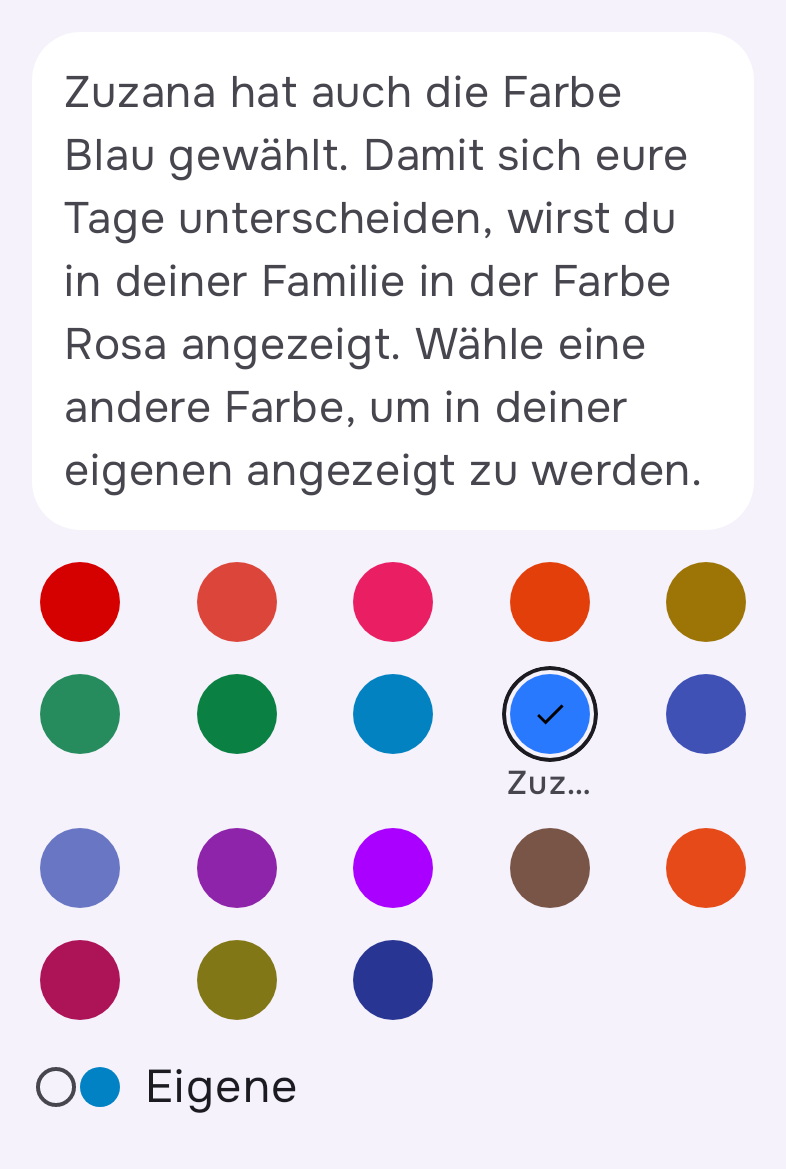 Zuzana hat auch die Farbe
Blau gewählt. Damit sich eure
Tage unterscheiden, wirst du
in deiner Familie in der Farbe
Rosa angezeigt. Wähle eine
andere Farbe, um in deiner
eigenen angezeigt zu werden.
Zuz...
Eigene